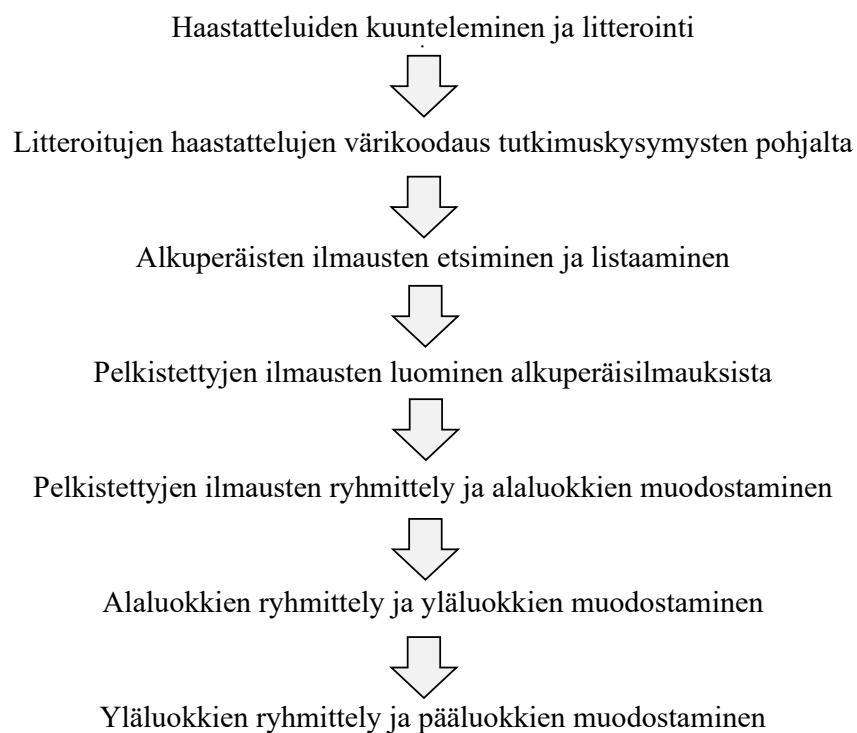 Haastatteluiden kuunteleminen ja litterointi
Litteroitujen haastattelujen värikoodaus tutkimuskysymysten pohjalta
Alkuperäisten ilmausten etsiminen ja listaaminen
Pelkistettyjen ilmausten luominen alkuperäisilmauksista
Pelkistettyjen ilmausten ryhmittely ja alaluokkien muodostaminen
Alaluokkien ryhmittely ja yläluokkien muodostaminen
Yläluokkien ryhmittely ja pääluokkien muodostaminen